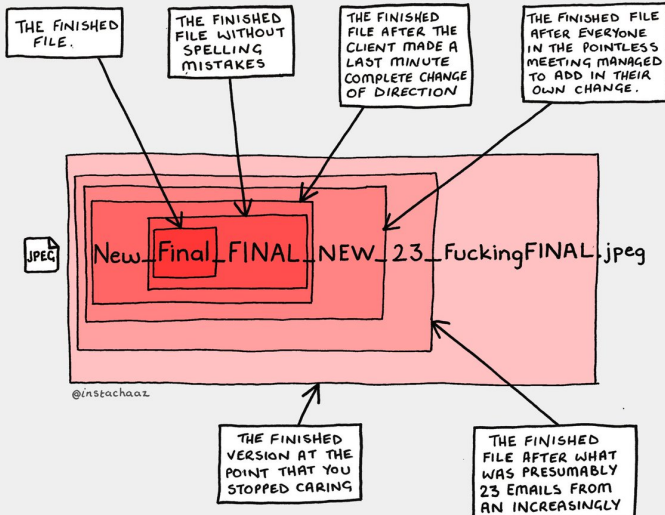 THE FINISHED
FILE.
THE FINISHED
FILE WITHOUT
SPELLING
MISTAKES
THE FINISHED
FILE AFTER THE
CLIENT MADE A
LAST MINUTE
COMPLETE CHANGE
OF DIRECTION
THE FINISHED FILE
AFTER EVERYONE
IN THE POINTLESS
MEETING MANAGED
TO ADD IN THEIR
OWN CHANGE.
JPEG
New_Final_FINAL_NEW_23_FuckingFINAL.jpeg
@instachaaz
THE FINISHED
VERSION AT THE
POINT THAT YOU
STOPPED CARING
THE FINISHED
FILE AFTER WHAT
WAS PRESUMABLY
23 EMAILS FROM
AN INCREASINGLY